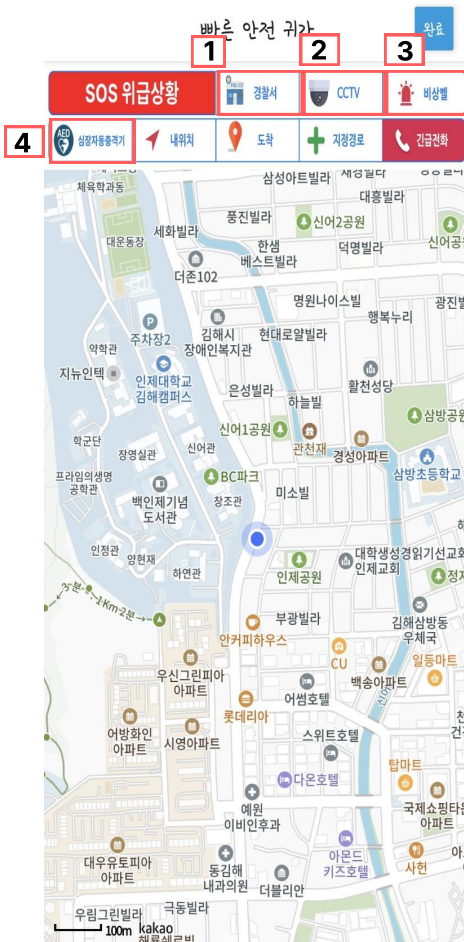 빠른 안전 귀가
완료
1
2
3
SOS 위급상황
POLICE
경찰서
CCTV
비상벨
4
AED
심장자동충격기
내위치
도착
지정경로
긴급전화
체육학과동
삼성아트빌라
대흥빌라
풍진빌라
신어2공원
신어공
세화빌라
대운동장
한샘
베스트빌라
덕명빌라
더존102
명원나이스빌
광진빌
행복누리
P
주차장2
김해시
장애인복지관
현대로얄빌라
약학관
지뉴인텍
인제대학교
김해캠퍼스
활천성당
은성빌라
하늘빌
신어1공원
삼방공원
관천재
경성아파트
학군단
장영실관
신어관
삼방초등학교
프라임의생명
공학관
BC파크
백인제기념
도서관
창조관
미소빌
인정관
양현재
하연관
대학생성경읽기선교회
인제교회
인제공원
정자
3분
1Km
2분
김해삼방동
우체국
부광빌라
안커피하우스
CU
일등마트
우신그린피아
아파트
백송아파트
어썸호텔
롯데리아
어방화인
아파트
시영아파트
스위트호텔
탑마트
다온호텔
예원
이비인후과
국제쇼핑타운
아파트
대우유토피아
아파트
동김해
내과의원
더블리안
아몬드
키즈호텔
사헌
우림그린빌라
극동빌라
100m
kakao